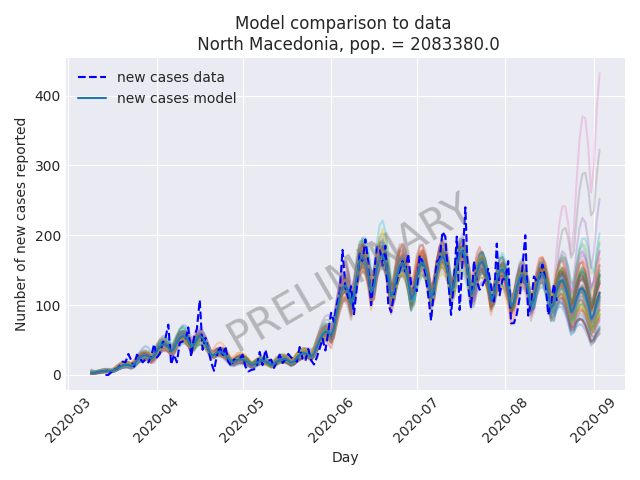 Model comparison to data
North Macedonia, pop. = 2083380.0
new cases data
new cases model
400
300
200
100
0
Number of new cases reported
PRELIMINARY
2020-03
2020-04
2020-05
2020-06
2020-07
2020-08
2020-09
Day